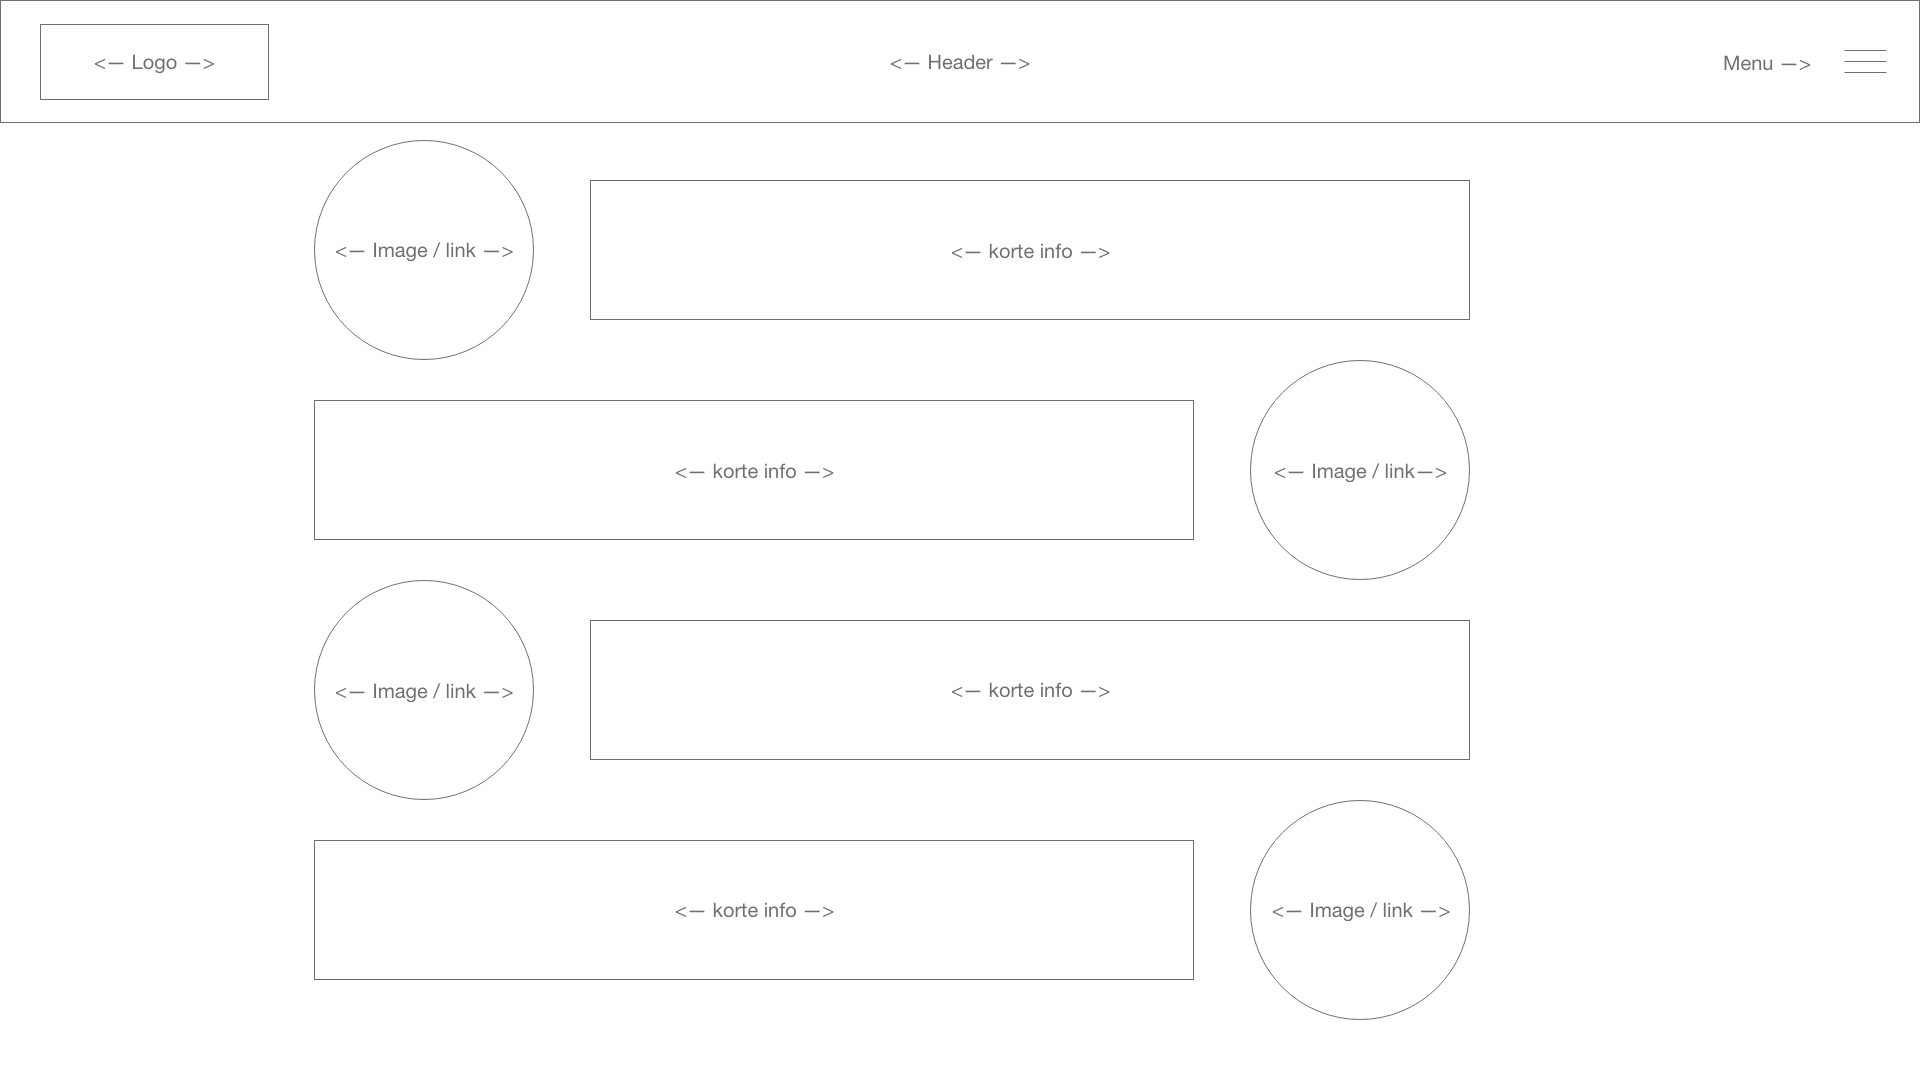 <— Logo —>
<— Header —>
Menu —>
<— Image / link —>
<— korte info —>
<— korte info —>
<— Image / link—>
<— Image / link —>
<— korte info —>
<— korte info —>
<— Image / link —>